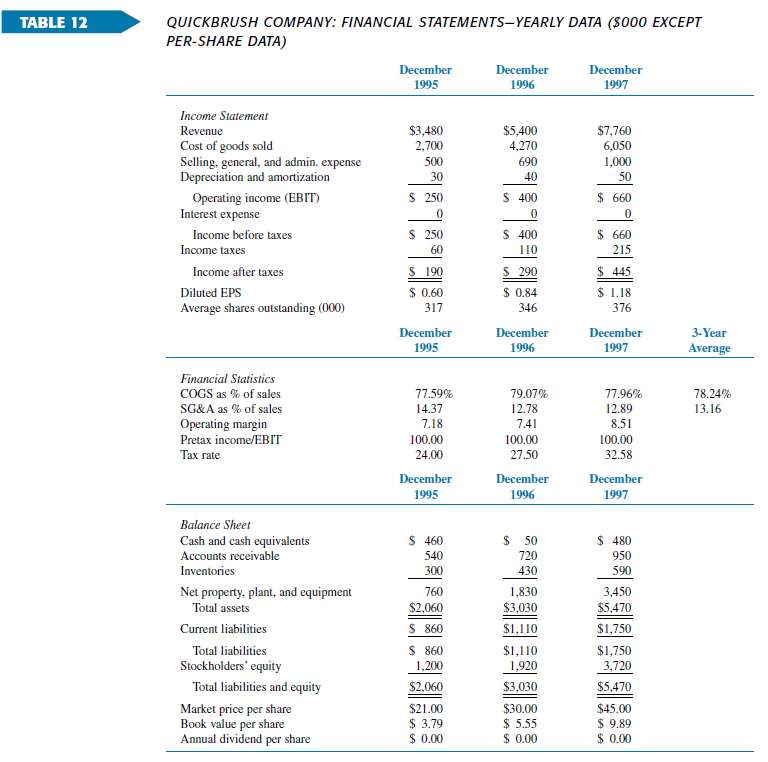 TABLE 12
QUICKBRUSH COMPANY: FINANCIAL STATEMENTS—YEARLY DATA ($000 EXCEPT
PER-SHARE DATA)
December December December
1995 1996 1997
Income Statement
Revenue $3,480 $5,400 $7,760
Cost of goods sold 2,700 4,270 6,050
Selling, general, and admin. expense 500 690 1,000
Depreciation and amortization 30 40 50
Operating income (EBIT) $ 250 $ 400 $ 660
Interest expense 0 0 0
Income before taxes $ 250 $ 400 $ 660
Income taxes 60 110 215
Income after taxes $ 190 $ 290 $ 445
Diluted EPS $ 0.60 $ 0.84 $ 1.18
Average shares outstanding (000) 317 346 376
December December December 3-Year
1995 1996 1997 Average
Financial Statistics
COGS as % of sales 77.59% 79.07% 77.96% 78.24%
SG&A as % of sales 14.37 12.78 12.89 13.16
Operating margin 7.18 7.41 8.51
Pretax income/EBIT 100.00 100.00 100.00
Tax rate 24.00 27.50 32.58
December December December
1995 1996 1997
Balance Sheet
Cash and cash equivalents $ 460 $ 50 $ 480
Accounts receivable 540 720 950
Inventories 300 430 590
Net property, plant, and equipment 760 1,830 3,450
Total assets $2,060 $3,030 $5,470
Current liabilities $ 860 $1,110 $1,750
Total liabilities $ 860 $1,110 $1,750
Stockholders' equity 1,200 1,920 3,720
Total liabilities and equity $2,060 $3,030 $5,470
Market price per share $21.00 $30.00 $45.00
Book value per share $ 3.79 $ 5.55 $ 9.89
Annual dividend per share $ 0.00 $ 0.00 $ 0.00